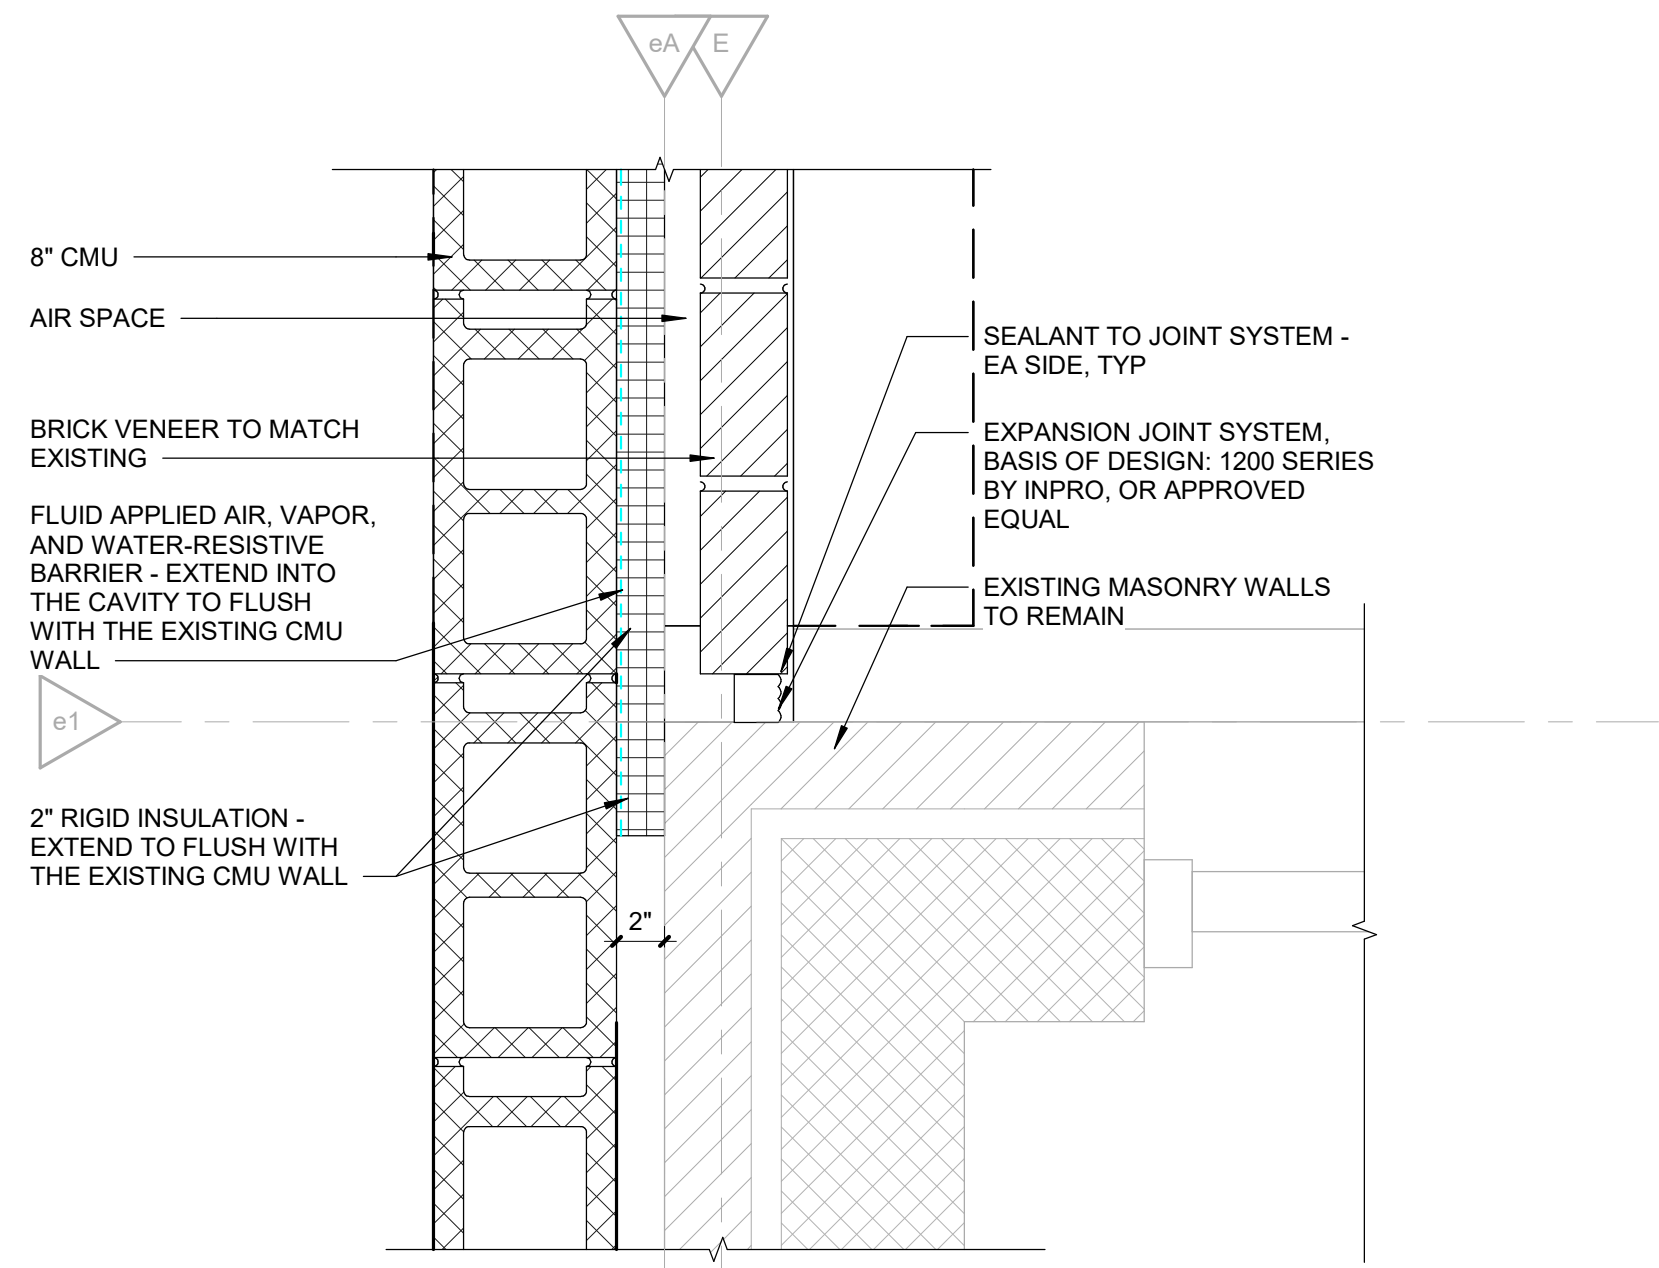 eA
E
8" CMU
AIR SPACE
BRICK VENEER TO MATCH
EXISTING
FLUID APPLIED AIR, VAPOR,
AND WATER-RESISTIVE
BARRIER - EXTEND INTO
THE CAVITY TO FLUSH
WITH THE EXISTING CMU
WALL
e1
2" RIGID INSULATION -
EXTEND TO FLUSH WITH
THE EXISTING CMU WALL
2"
SEALANT TO JOINT SYSTEM -
EA SIDE, TYP
EXPANSION JOINT SYSTEM,
BASIS OF DESIGN: 1200 SERIES
BY INPRO, OR APPROVED
EQUAL
EXISTING MASONRY WALLS
TO REMAIN